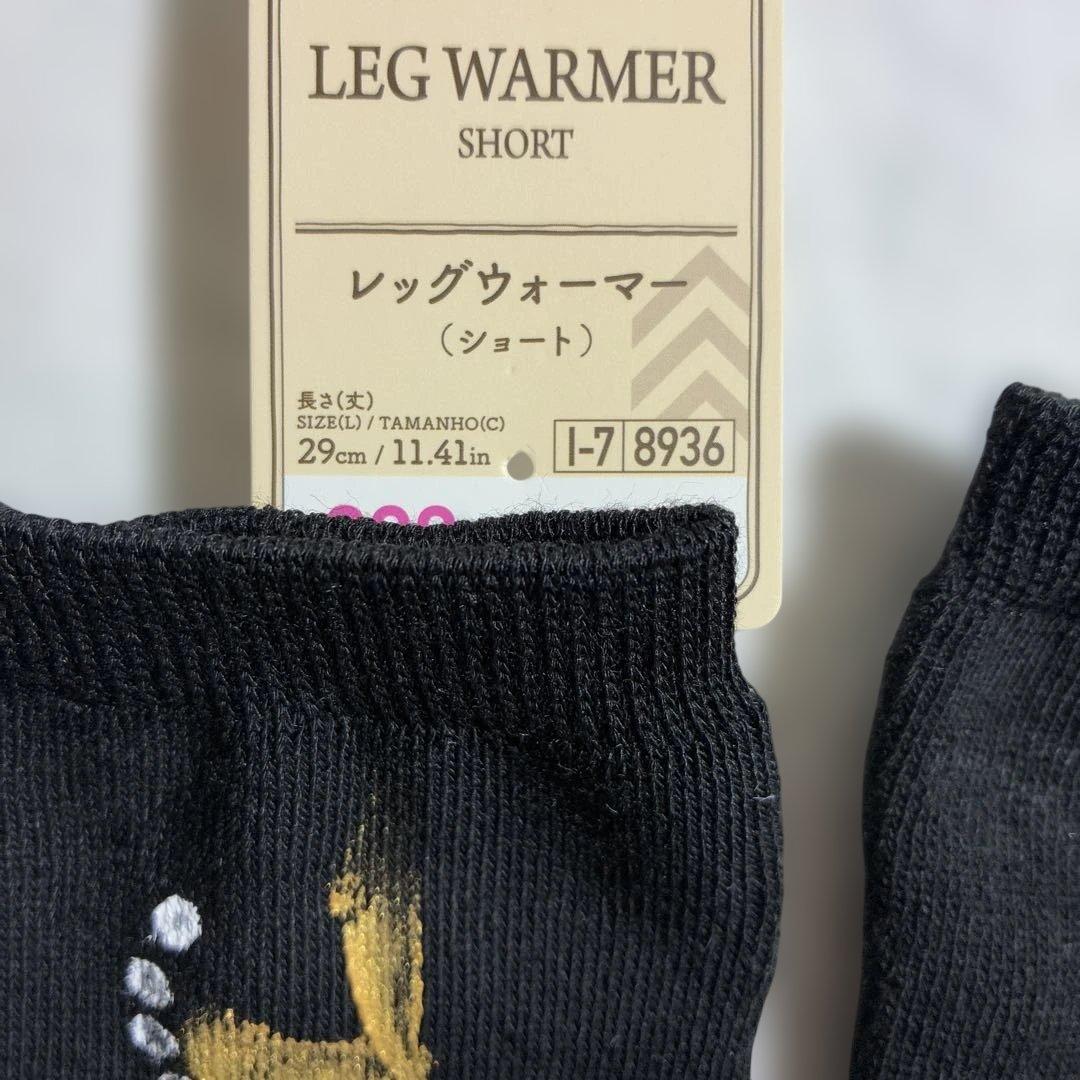 LEG WARMER
SHORT
レッグウォーマー
（ショート）
長さ(丈)
SIZE(L) / TAMANHO(C)
29cm / 11.41in
I-7 8936